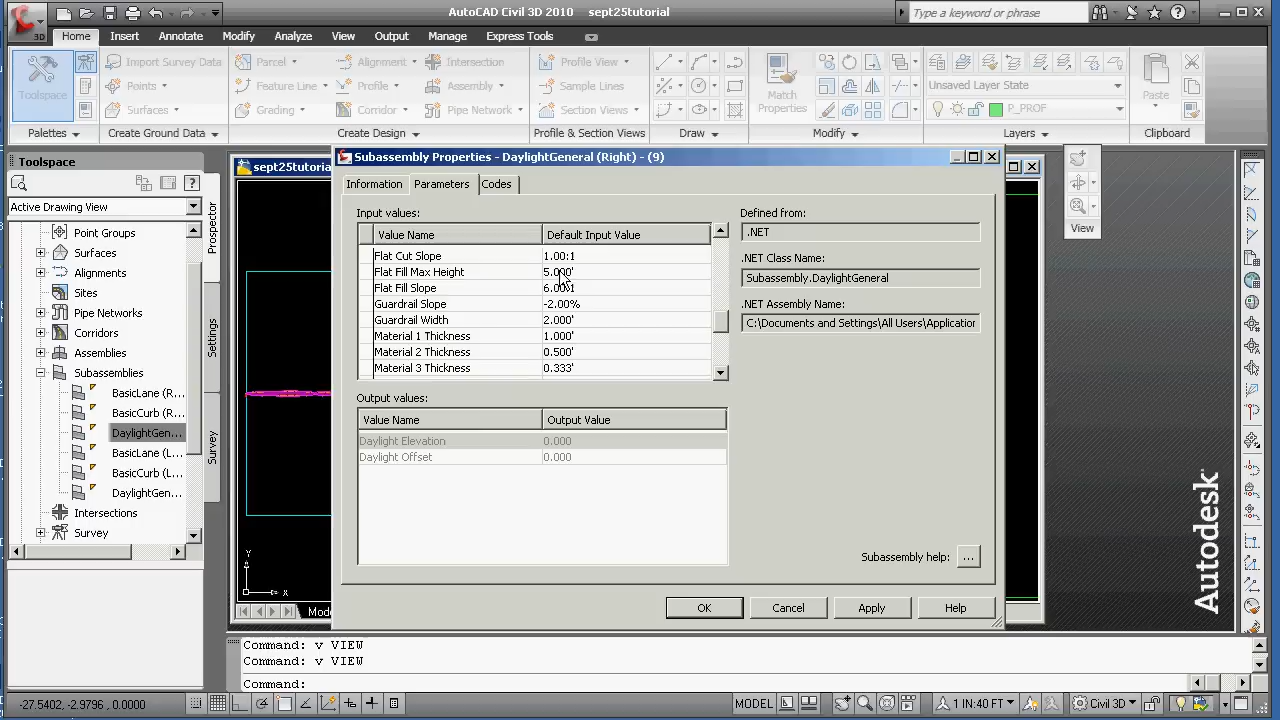 AutoCAD Civil 3D 2010 sept25tutorial
Type a keyword or phrase
3D
Home Insert Annotate Modify Analyze View Output Manage Express Tools
Toolspace
Import Survey Data
Points
Surfaces
Parcel
Feature Line
Grading
Alignment
Profile
Corridor
Intersection
Assembly
Pipe Network
Profile View
Sample Lines
Section Views
Match Properties
Unsaved Layer State
P_PROF
Paste
Palettes
Create Ground Data
Create Design
Profile & Section Views
Draw
Modify
Layers
Clipboard
Toolspace
Active Drawing View
Point Groups
Surfaces
Alignments
Sites
Pipe Networks
Corridors
Assemblies
Subassemblies
BasicLane (R...
BasicCurb (R...
DaylightGen...
BasicLane (L...
BasicCurb (L...
DaylightGen...
Intersections
Survey
Prospector
Settings
Survey
sept25tutorial
Subassembly Properties - DaylightGeneral (Right) - (9)
Information Parameters Codes
Input values:
Value Name Default Input Value
Flat Cut Slope 1.00:1
Flat Fill Max Height 5.000'
Flat Fill Slope 6.00:1
Guardrail Slope -2.00%
Guardrail Width 2.000'
Material 1 Thickness 1.000'
Material 2 Thickness 0.500'
Material 3 Thickness 0.333'
Output values:
Value Name Output Value
Daylight Elevation 0.000
Daylight Offset 0.000
Defined from:
.NET
.NET Class Name:
Subassembly.DaylightGeneral
.NET Assembly Name:
C:\Documents and Settings\All Users\Application
Subassembly help: ...
OK Cancel Apply Help
View
Autodesk
Y
X
Mode
Command: v VIEW
Command: v VIEW
Command:
-27.5402, -2.9796, 0.0000
MODEL
1 IN:40 FT
Civil 3D